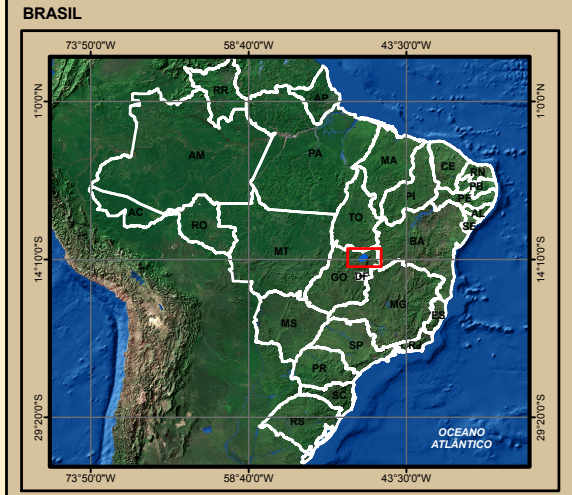 BRASIL
73°50'0"W 58°40'0"W 43°30'0"W
1°0'0"N 1°0'0"N
RR AP
AM PA MA CE RN
PB
PI PE
AC RO TO AL
SE
MT BA
14°10'0"S 14°10'0"S
GO DF
MG
MS ES
SP RJ
PR
SC
RS
29°20'0"S 29°20'0"S
OCEANO
ATLÂNTICO
73°50'0"W 58°40'0"W 43°30'0"W